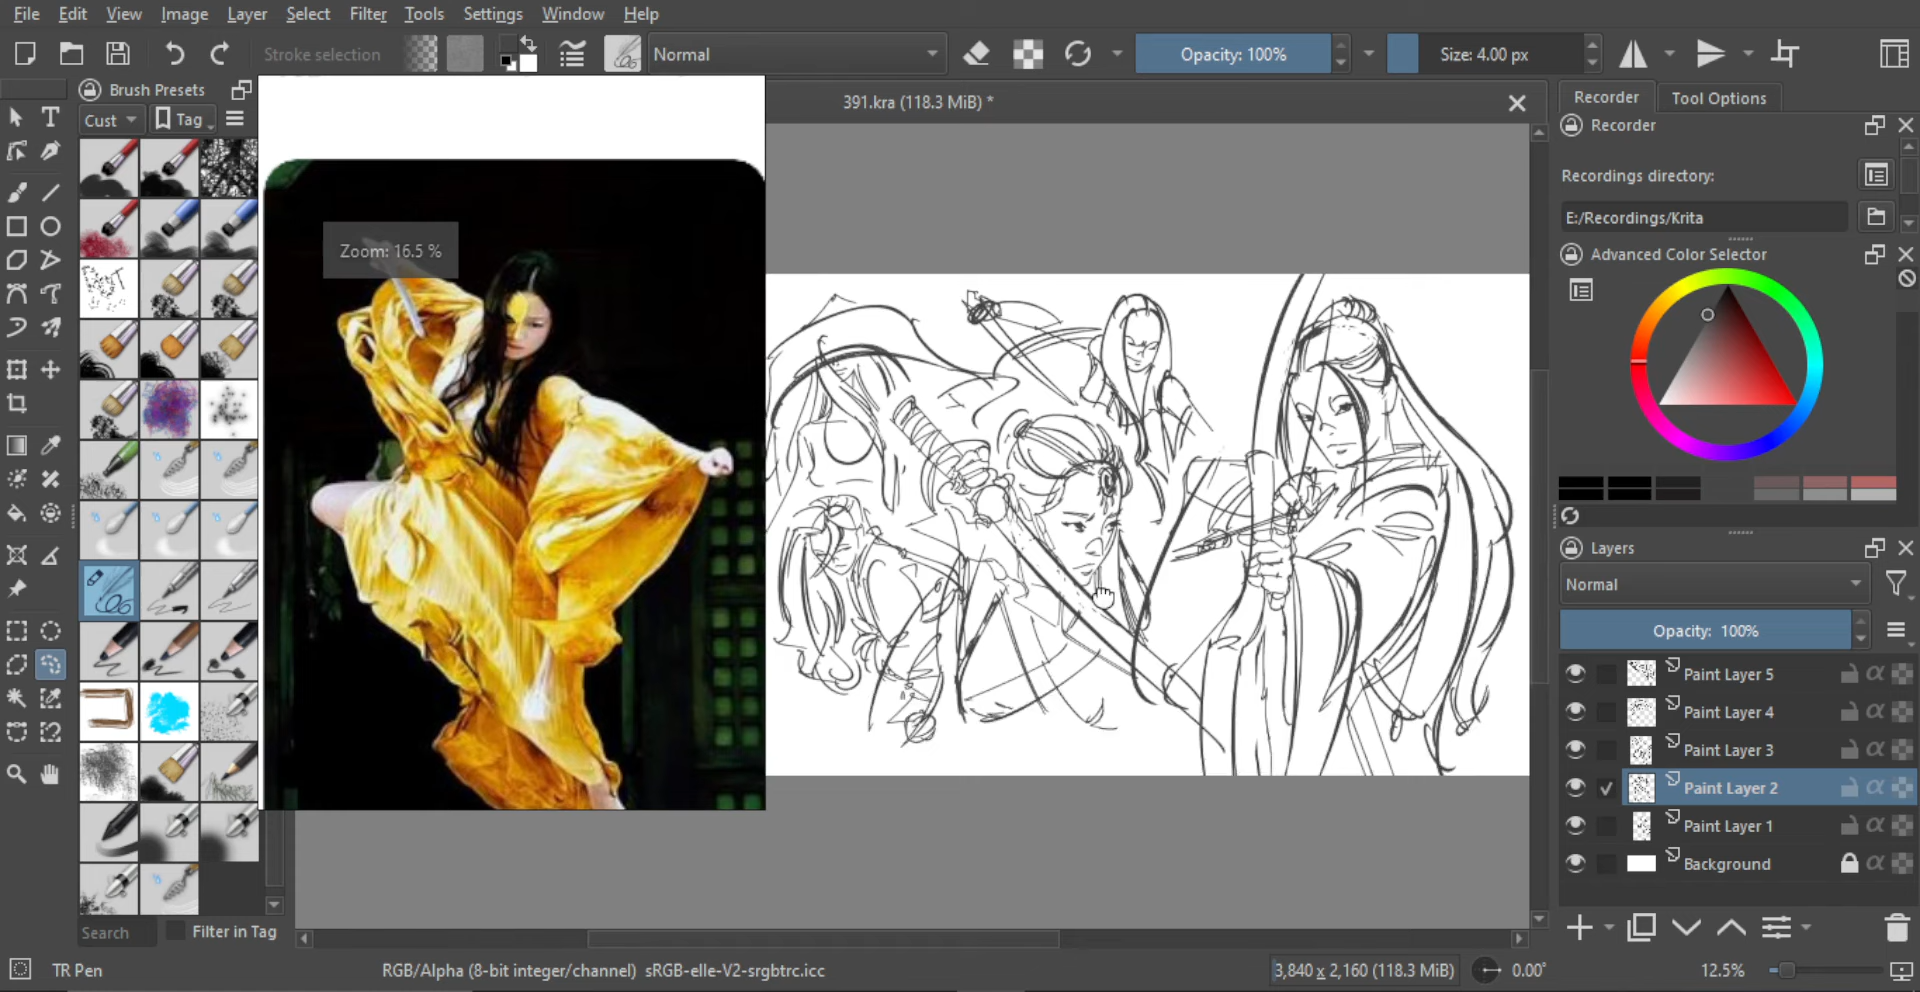 File Edit View Image Layer Select Filter Tools Settings Window Help
Stroke selection
Normal
Opacity: 100%
Size: 4.00 px
Brush Presets
391.kra (118.3 MiB) *
Recorder
Tool Options
Cust
Tag
Recorder
Recordings directory:
E:/Recordings/Krita
Zoom: 16.5 %
Advanced Color Selector
Layers
Normal
Opacity: 100%
Paint Layer 5
Paint Layer 4
Paint Layer 3
Paint Layer 2
Paint Layer 1
Background
Search
Filter in Tag
TR Pen
RGB/Alpha (8-bit integer/channel) sRGB-elle-V2-srgbtrc.icc
3,840 x 2,160 (118.3 MiB)
0.00°
12.5%